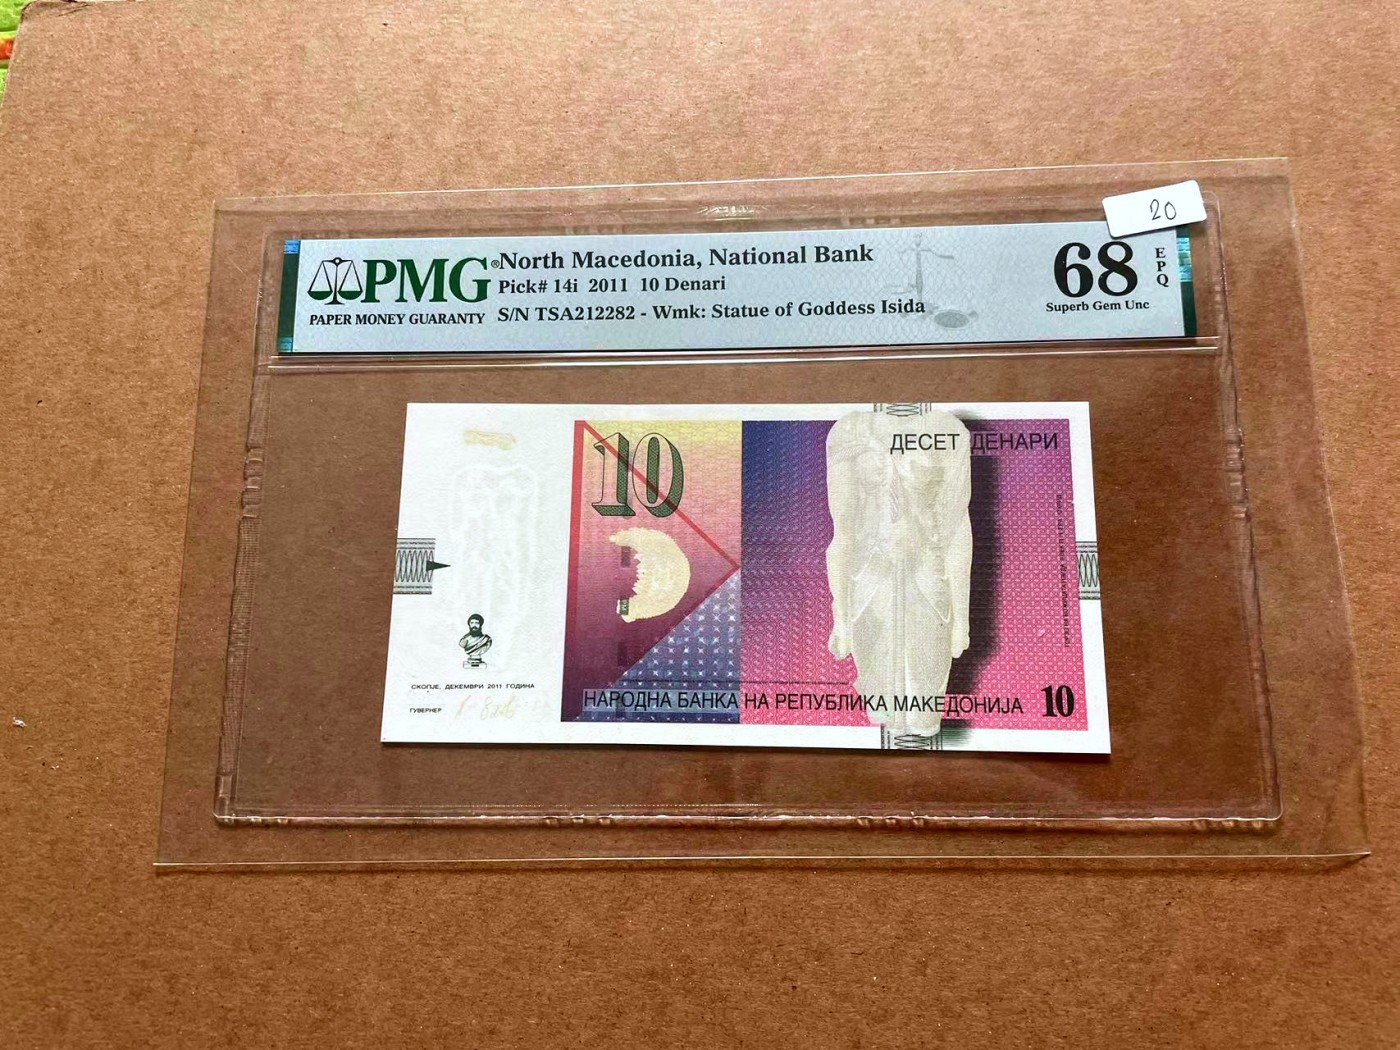 20
PMG®
PAPER MONEY GUARANTY
North Macedonia, National Bank
Pick# 14i 2011 10 Denari
S/N TSA212282 - Wmk: Statue of Goddess Isida
68
EPQ
Superb Gem Unc
10
ДЕСЕТ ДЕНАРИ
СКОПЈЕ, ДЕКЕМВРИ 2011 ГОДИНА
ГУВЕРНЕР
НАРОДНА БАНКА НА РЕПУБЛИКА МАКЕДОНИЈА
10